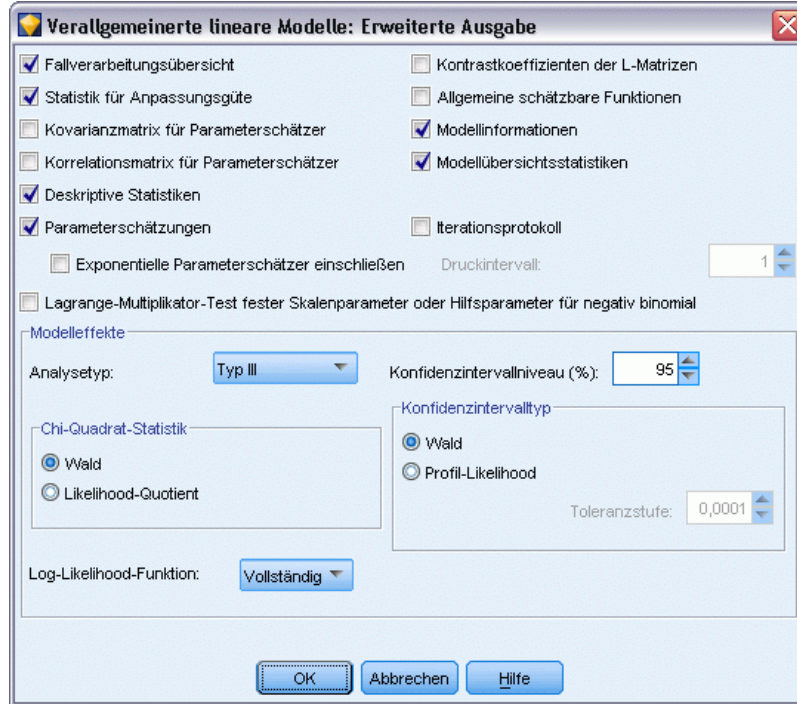 Verallgemeinerte lineare Modelle: Erweiterte Ausgabe
Fallverarbeitungsübersicht
Kontrastkoeffizienten der L-Matrizen
Statistik für Anpassungsgüte
Allgemeine schätzbare Funktionen
Kovarianzmatrix für Parameterschätzer
Modellinformationen
Korrelationsmatrix für Parameterschätzer
Modellübersichtsstatistiken
Deskriptive Statistiken
Parameterschätzungen
Iterationsprotokoll
Exponentielle Parameterschätzer einschließen
Druckintervall:
1
Lagrange-Multiplikator-Test fester Skalenparameter oder Hilfsparameter für negativ binomial
Modelleffekte
Analysetyp:
Typ III
Konfidenzintervallniveau (%):
95
Chi-Quadrat-Statistik
Wald
Likelihood-Quotient
Konfidenzintervalltyp
Wald
Profil-Likelihood
Toleranzstufe:
0,0001
Log-Likelihood-Funktion:
Vollständig
OK
Abbrechen
Hilfe